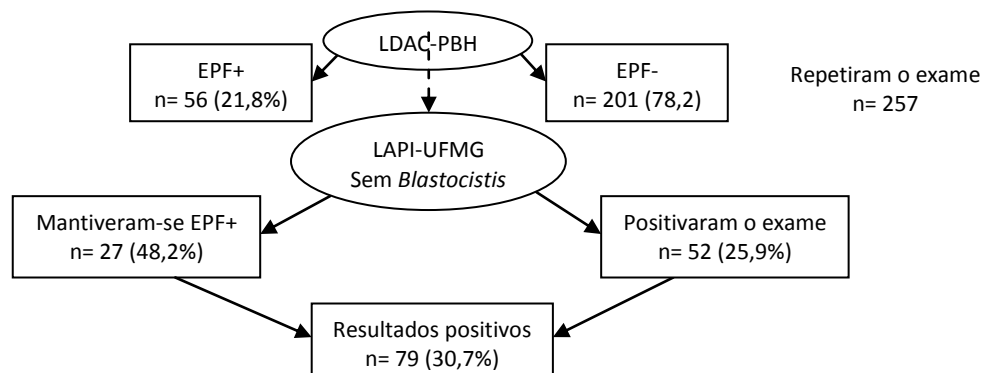 LDAC-PBH
EPF+
n= 56 (21,8%)
EPF-
n= 201 (78,2)
Repetiram o exame
n= 257
LAPI-UFMG
Sem Blastocistis
Mantiveram-se EPF+
n= 27 (48,2%)
Positivaram o exame
n= 52 (25,9%)
Resultados positivos
n= 79 (30,7%)